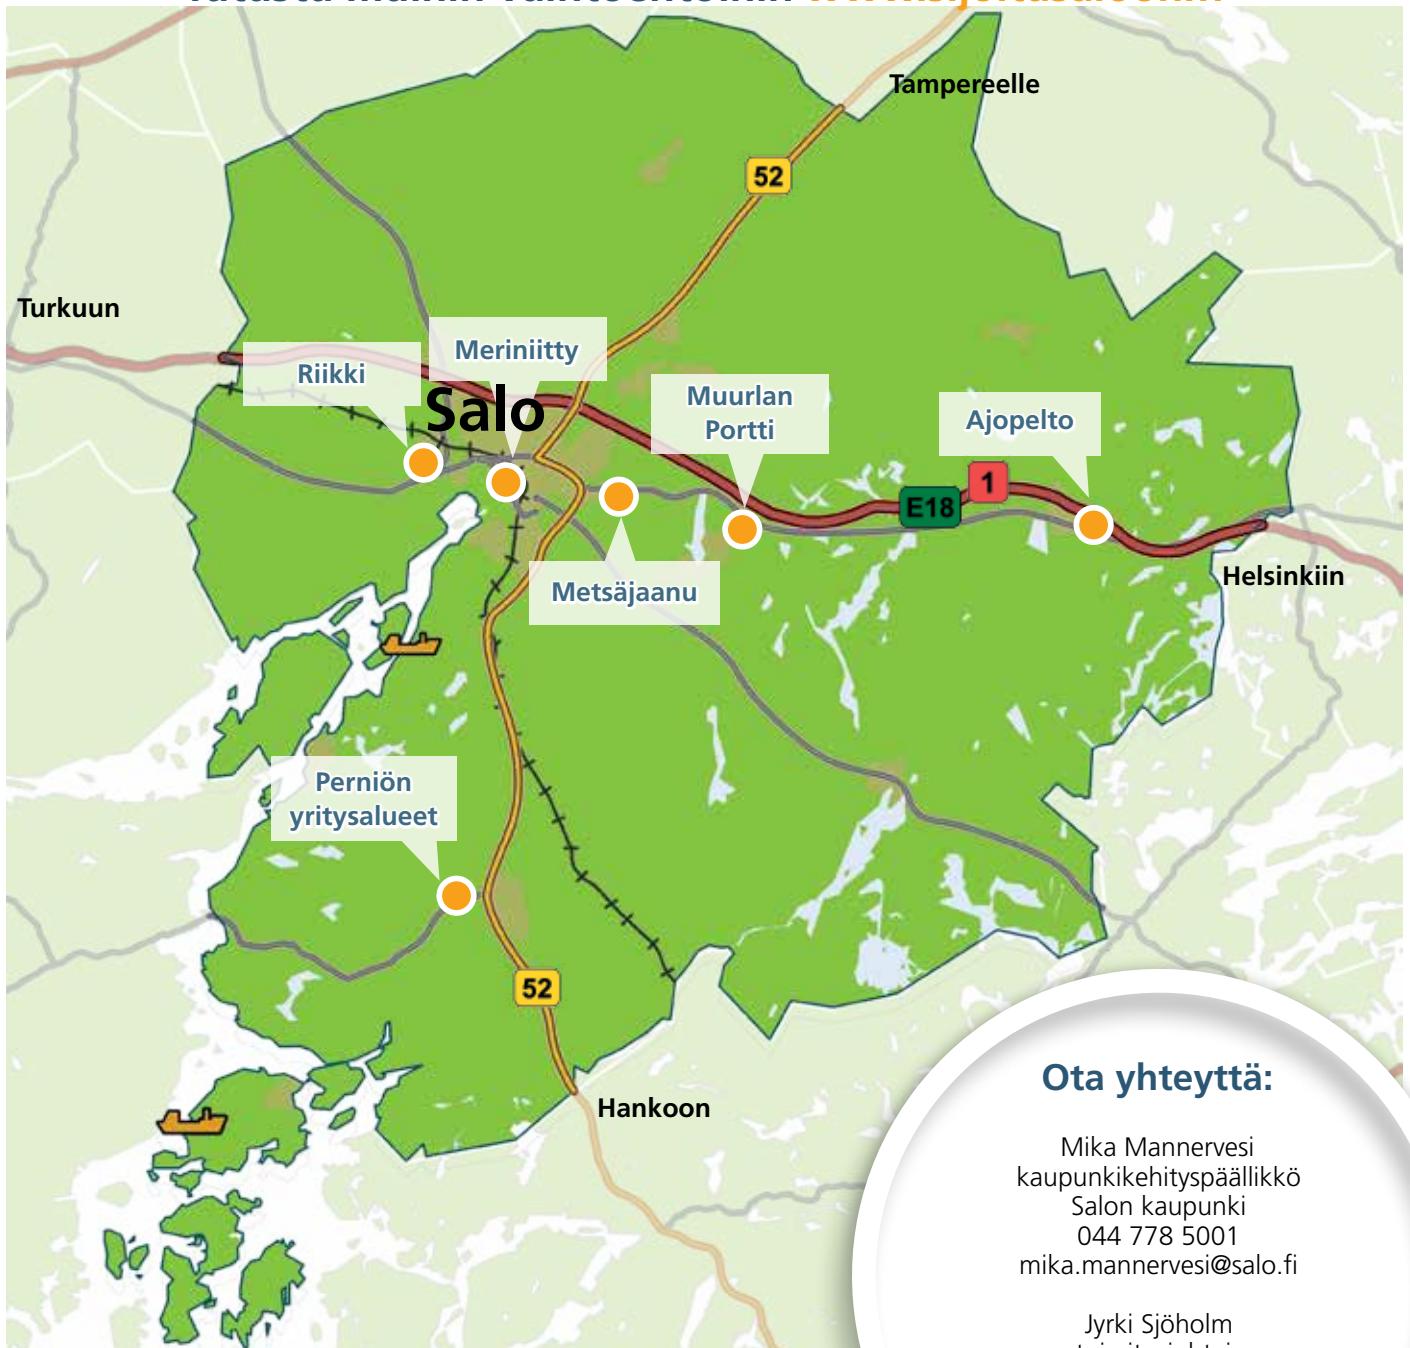 Tampereelle
52
Turkuun
Meriniitty
Riikki
Salo
Muurlan
Portti
Ajopelto
1
E18
Helsinkiin
Metsäjaanu
Perniön
yritysalueet
52
Hankoon
Ota yhteyttä:
Mika Mannervesi
kaupunkikehityspäällikkö
Salon kaupunki
044 778 5001
mika.mannervesi@salo.fi
Jyrki Sjöholm